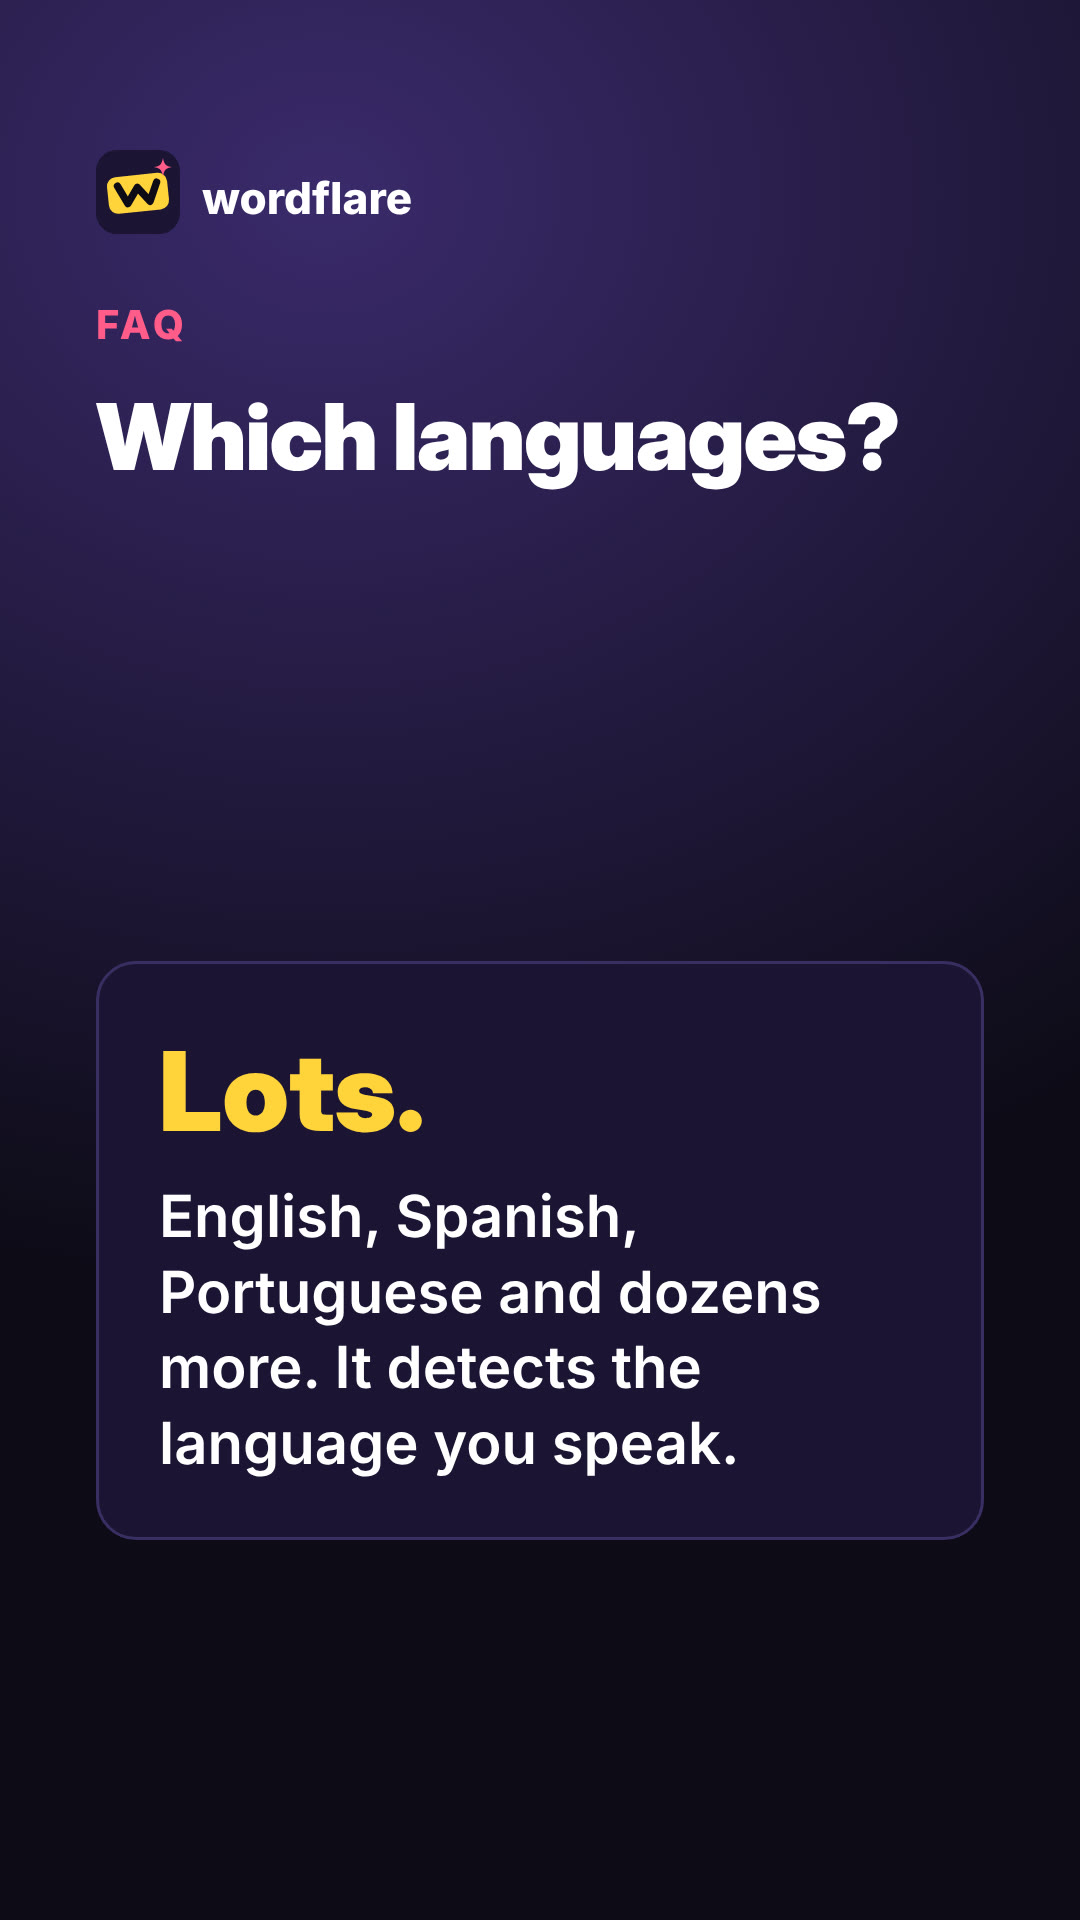 W
wordflare
FAQ
Which languages?
Lots.
English, Spanish,
Portuguese and dozens
more. It detects the
language you speak.